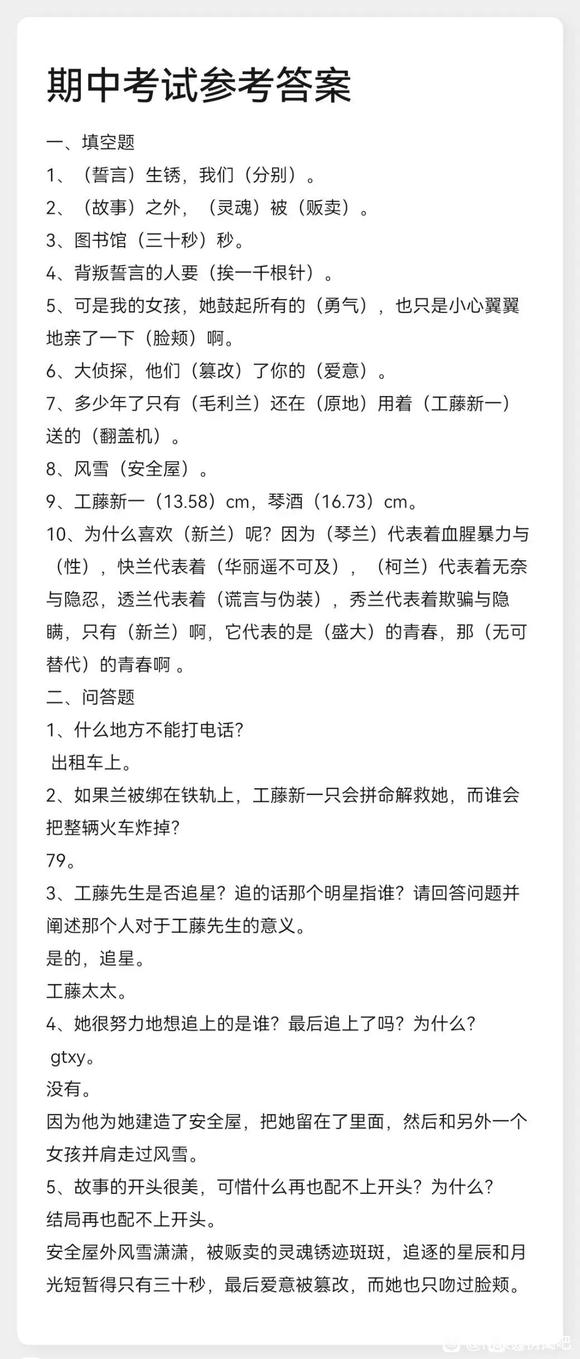 期中考试参考答案
一、填空题
1、（誓言）生锈，我们（分别）。
2、（故事）之外，（灵魂）被（贩卖）。
3、图书馆（三十秒）秒。
4、背叛誓言的人要（挨一千根针）。
5、可是我的女孩，她鼓起所有的（勇气），也只是小心翼翼
地亲了一下（脸颊）啊。
6、大侦探，他们（篡改）了你的（爱意）。
7、多少年了只有（毛利兰）还在（原地）用着（工藤新一）
送的（翻盖机）。
8、风雪（安全屋）。
9、工藤新一（13.58）cm，琴酒（16.73）cm。
10、为什么喜欢（新兰）呢？因为（琴兰）代表着血腥暴力与
（性），快兰代表着（华丽遥不可及），（柯兰）代表着无奈
与隐忍，透兰代表着（谎言与伪装），秀兰代表着欺骗与隐
瞒，只有（新兰）啊，它代表的是（盛大）的青春，那（无可
替代）的青春啊 。
二、问答题
1、什么地方不能打电话？
出租车上。
2、如果兰被绑在铁轨上，工藤新一只会拼命解救她，而谁会
把整辆火车炸掉？
79。
3、工藤先生是否追星？追的话那个明星指谁？请回答问题并
阐述那个人对于工藤先生的意义。
是的，追星。
工藤太太。
4、她很努力地想追上的是谁？最后追上了吗？为什么？
gtxy。
没有。
因为他为她建造了安全屋，把她留在了里面，然后和另外一个
女孩并肩走过风雪。
5、故事的开头很美，可惜什么再也配不上开头？为什么？
结局再也配不上开头。
安全屋外风雪潇潇，被贩卖的灵魂锈迹斑斑，追逐的星辰和月
光短暂得只有三十秒，最后爱意被篡改，而她也只吻过脸颊。